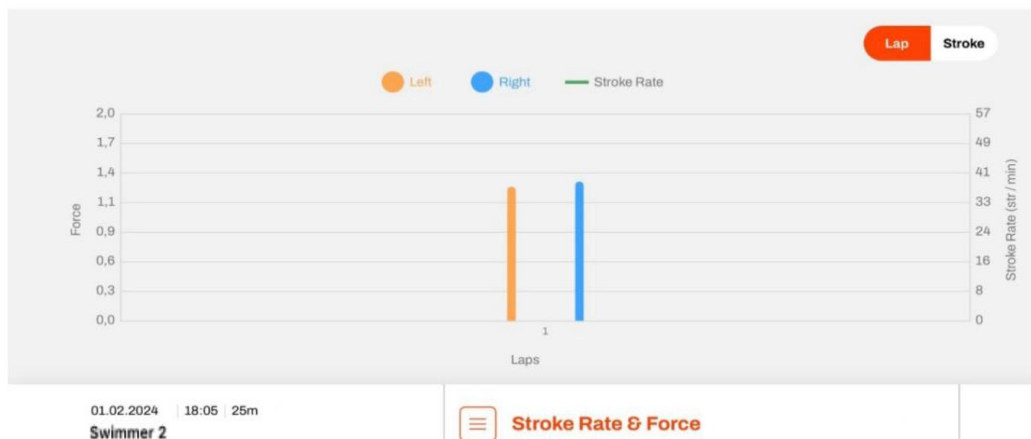 Lap Stroke
Left Right Stroke Rate
2,0 57
1,7 49
1,4 41
1,1 33
0,9 24
0,6 16
0,3 8
0,0 0
Force
Stroke Rate (str / min)
1
Laps
01.02.2024 18:05 25m
Swimmer 2
Stroke Rate & Force